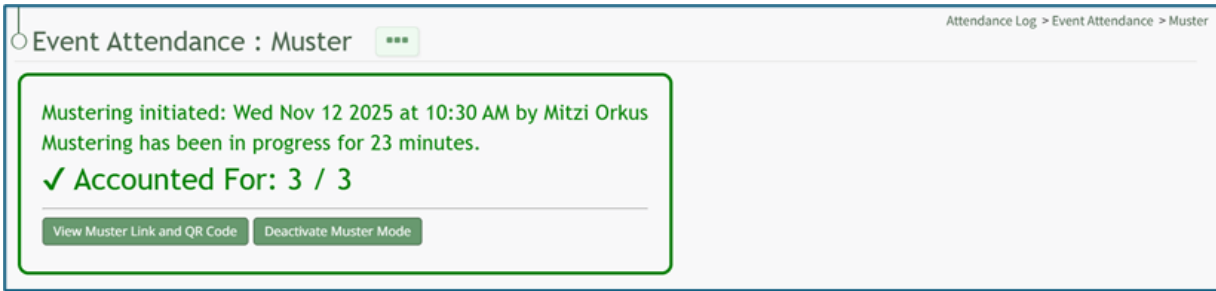 Attendance Log > Event Attendance > Muster
Event Attendance : Muster
Mustering initiated: Wed Nov 12 2025 at 10:30 AM by Mitzi Orkus
Mustering has been in progress for 23 minutes.
✓ Accounted For: 3 / 3
View Muster Link and QR Code Deactivate Muster Mode